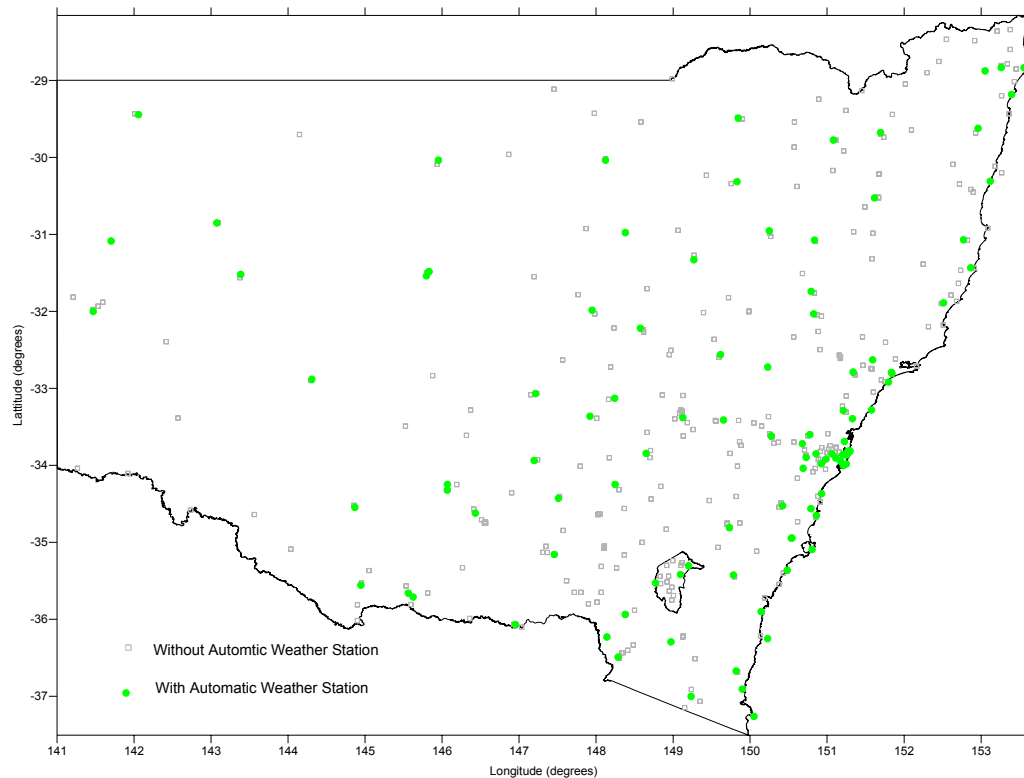 -29
-30
-31
-32
-33
-34
-35
-36
-37
Lattitude (degrees)
Without Automtic Weather Station
With Automatic Weather Station
141 142 143 144 145 146 147 148 149 150 151 152 153
Longitude (degrees)